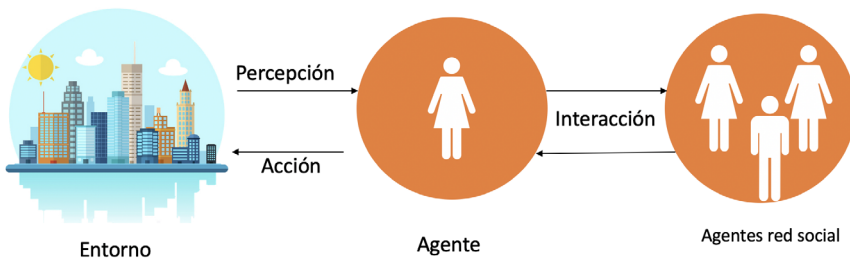 Percepción
Interacción
Acción
Entorno
Agente
Agentes red social